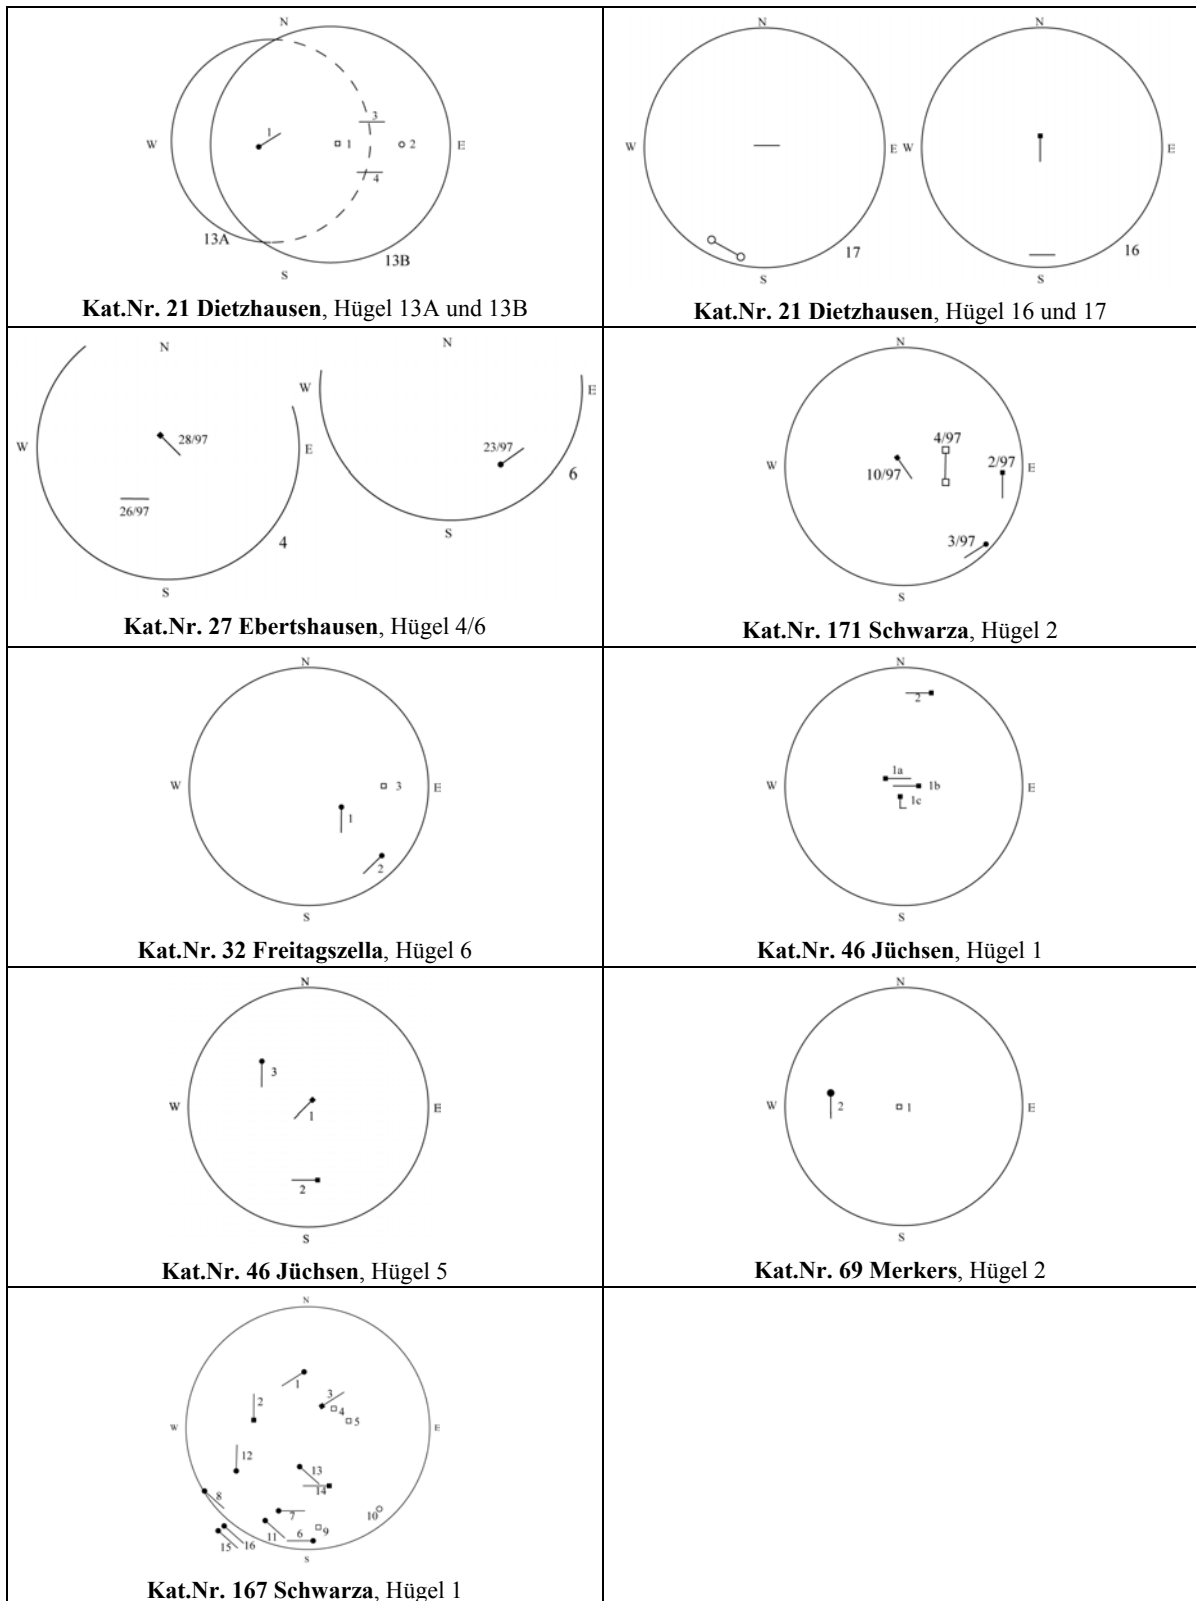 N
W
1
1
3
2
4
E
13A
13B
S
Kat.Nr. 21 Dietzhausen, Hügel 13A und 13B
N
W
E
17
S
N
W
E
16
S
Kat.Nr. 21 Dietzhausen, Hügel 16 und 17
N
W
28/97
E
26/97
4
S
N
W
E
23/97
6
S
Kat.Nr. 27 Ebertshausen, Hügel 4/6
N
4/97
W
10/97
2/97
E
3/97
S
Kat.Nr. 171 Schwarza, Hügel 2
N
W
3
E
1
2
S
Kat.Nr. 32 Freitagszella, Hügel 6
N
2
1a
W
1b
E
1c
S
Kat.Nr. 46 Jüchsen, Hügel 1
N
3
W
1
E
2
S
Kat.Nr. 46 Jüchsen, Hügel 5
N
W
2
1
E
S
Kat.Nr. 69 Merkers, Hügel 2
N
1
3
2
4
5
W
E
12
13
14
8
7
10
9
11
6
15
16
S
Kat.Nr. 167 Schwarza, Hügel 1